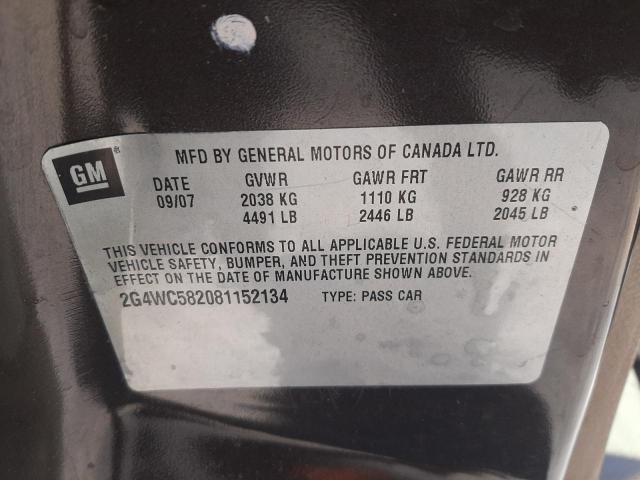 GM®
MFD BY GENERAL MOTORS OF CANADA LTD.
DATE GVWR GAWR FRT GAWR RR
09/07 2038 KG 1110 KG 928 KG
4491 LB 2446 LB 2045 LB
THIS VEHICLE CONFORMS TO ALL APPLICABLE U.S. FEDERAL MOTOR
VEHICLE SAFETY, BUMPER, AND THEFT PREVENTION STANDARDS IN
EFFECT ON THE DATE OF MANUFACTURE SHOWN ABOVE.
2G4WC582081152134 TYPE: PASS CAR